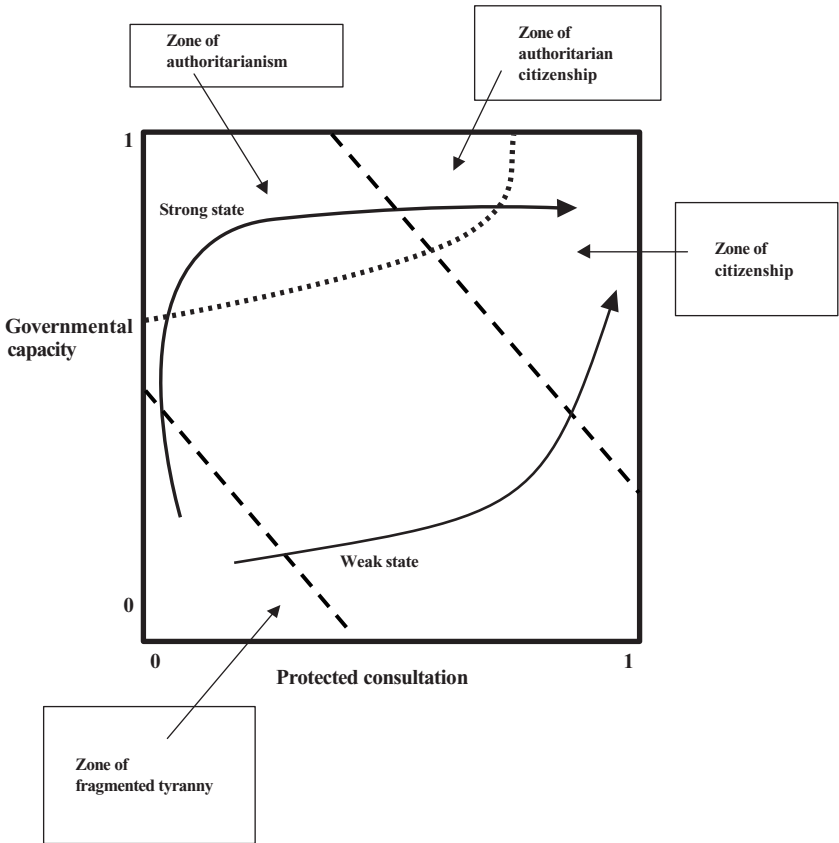 Zone of
authoritarianism
Zone of
authoritarian
citizenship
1
Strong state
Zone of
citizenship
Governmental
capacity
Weak state
0
0
1
Protected consultation
Zone of
fragmented tyranny